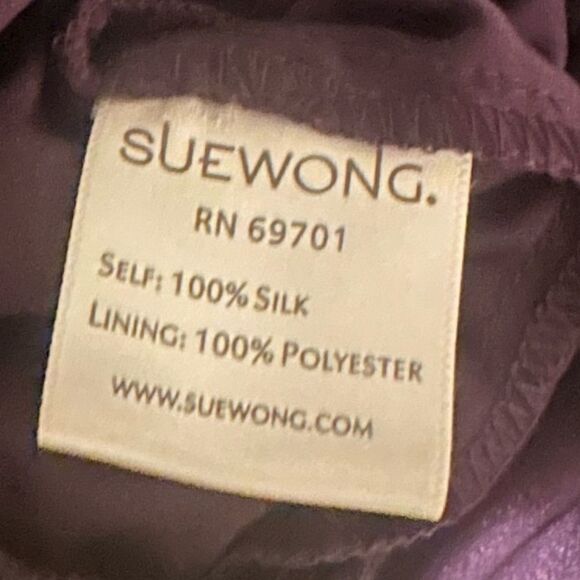 SUEWONG.
RN 69701
SELF: 100% SILK
LINING: 100% POLYESTER
WWW.SUEWONG.COM